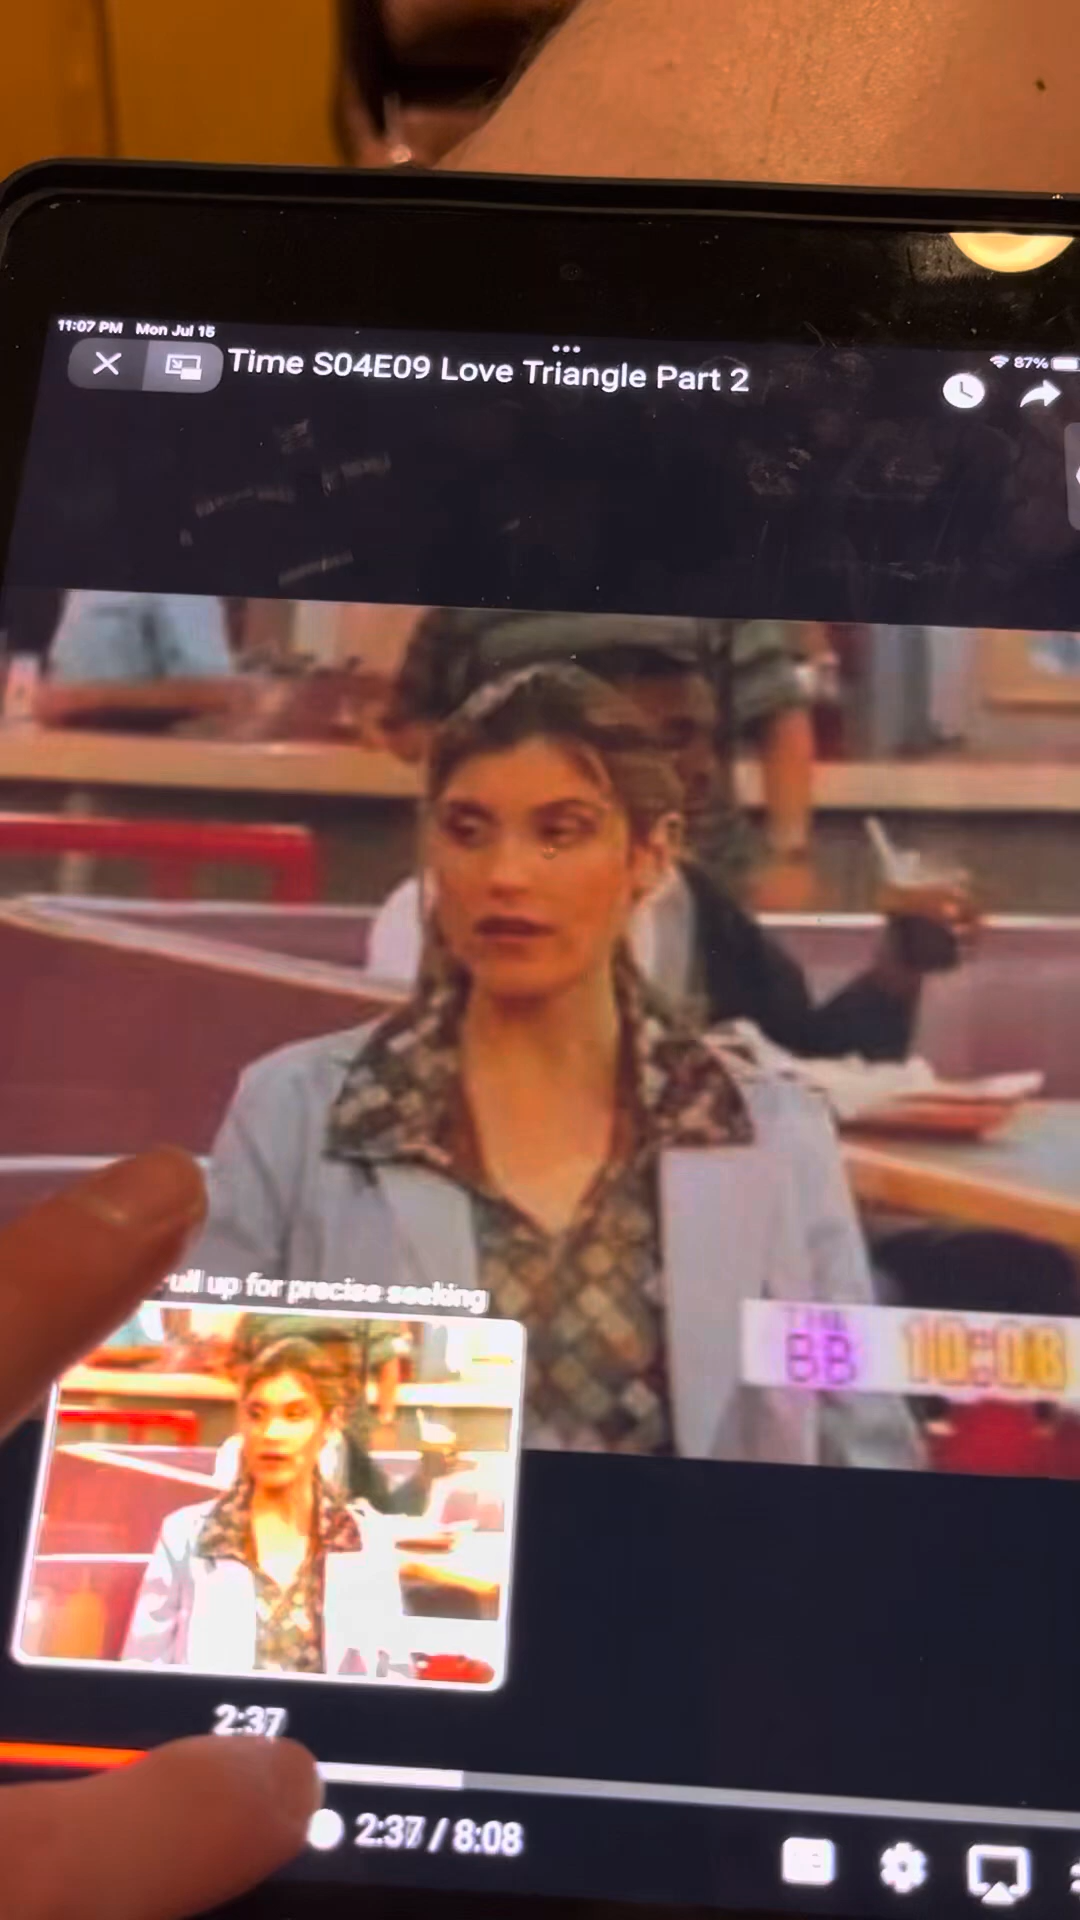 11:07 PM Mon Jul 15
87%
Time S04E09 Love Triangle Part 2
up for precise seeking
BB 10:08
2:37
2:37 / 8:08